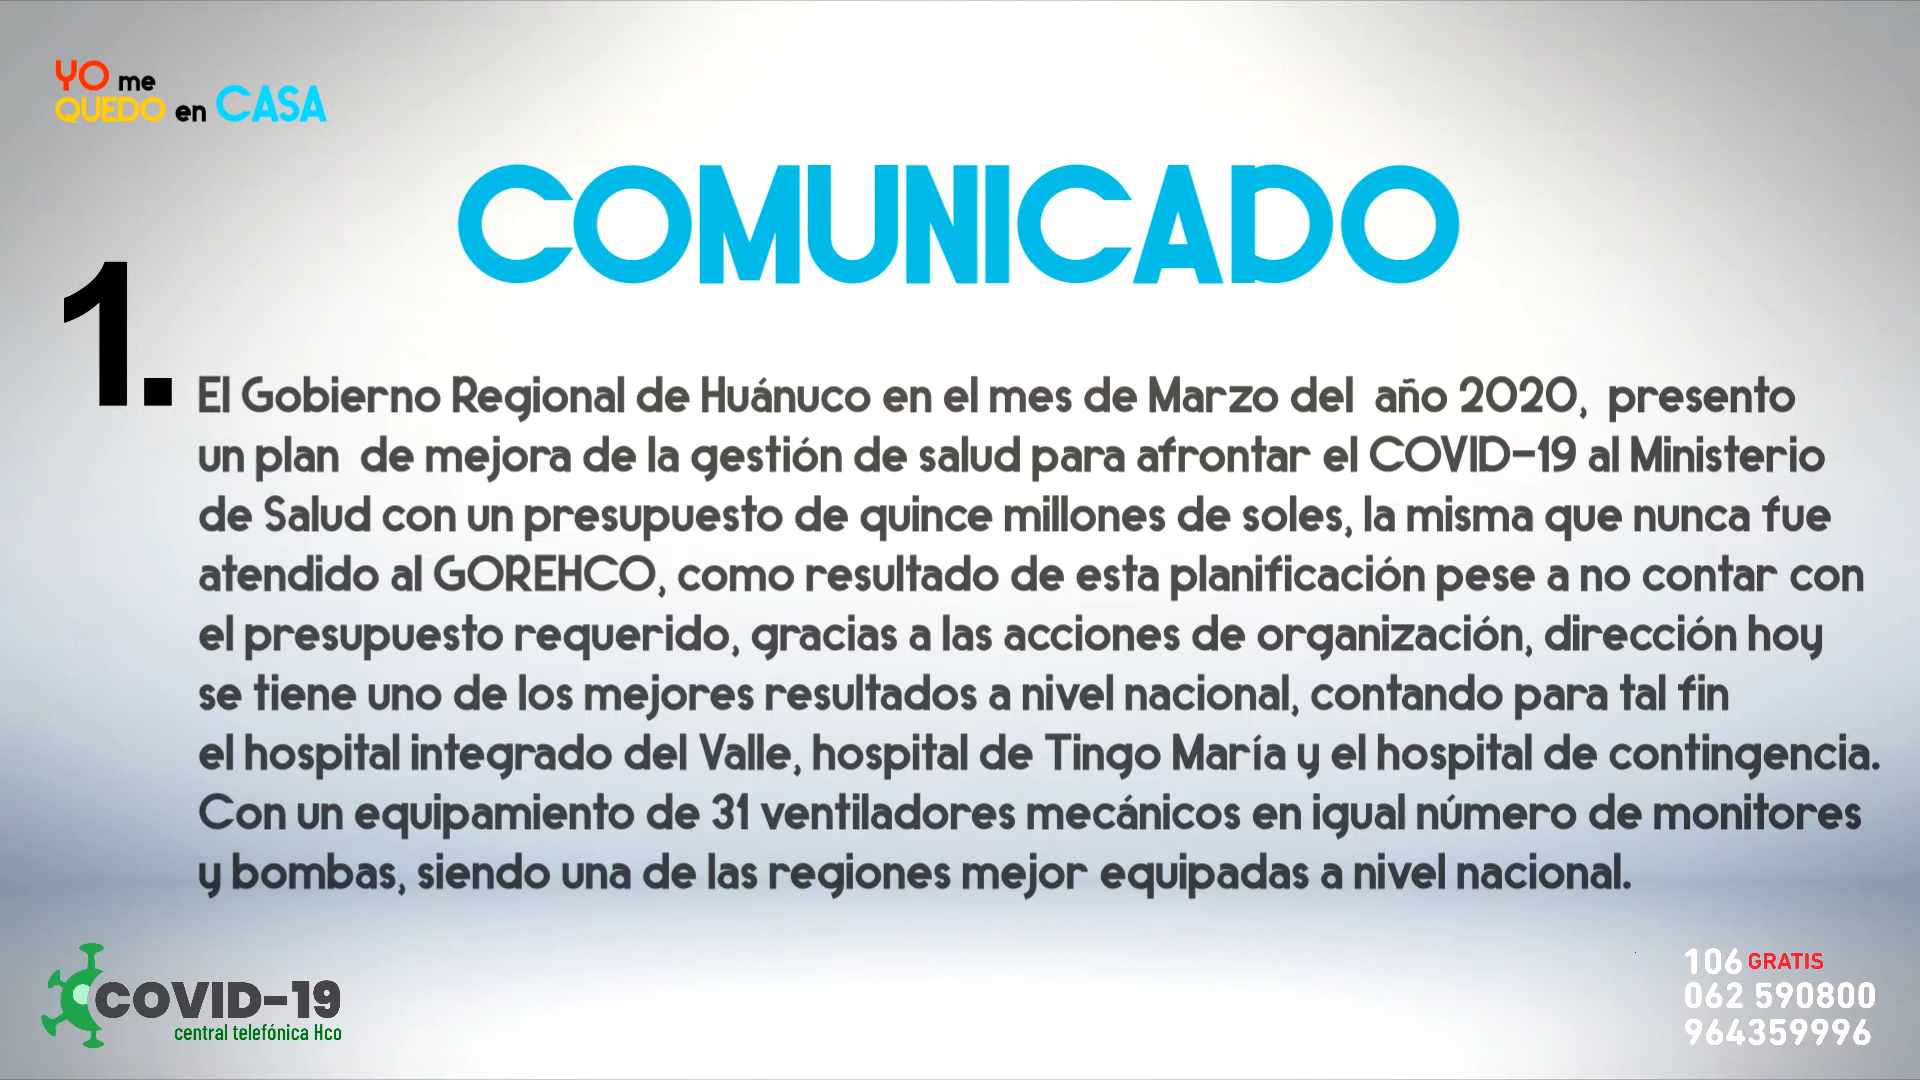 YO me
QUEDO en CASA
COMUNICADO
1.
El Gobierno Regional de Huánuco en el mes de Marzo del año 2020, presento
un plan de mejora de la gestión de salud para afrontar el COVID-19 al Ministerio
de Salud con un presupuesto de quince millones de soles, la misma que nunca fue
atendido al GOREHCO, como resultado de esta planificación pese a no contar con
el presupuesto requerido, gracias a las acciones de organización, dirección hoy
se tiene uno de los mejores resultados a nivel nacional, contando para tal fin
el hospital integrado del Valle, hospital de Tingo María y el hospital de contingencia.
Con un equipamiento de 31 ventiladores mecánicos en igual número de monitores
y bombas, siendo una de las regiones mejor equipadas a nivel nacional.
COVID-19
central telefónica Hco
106 GRATIS
062 590800
964359996